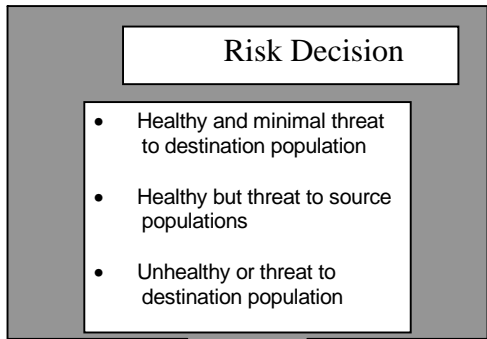 Risk Decision
• Healthy and minimal threat
to destination population
• Healthy but threat to source
populations
• Unhealthy or threat to
destination population